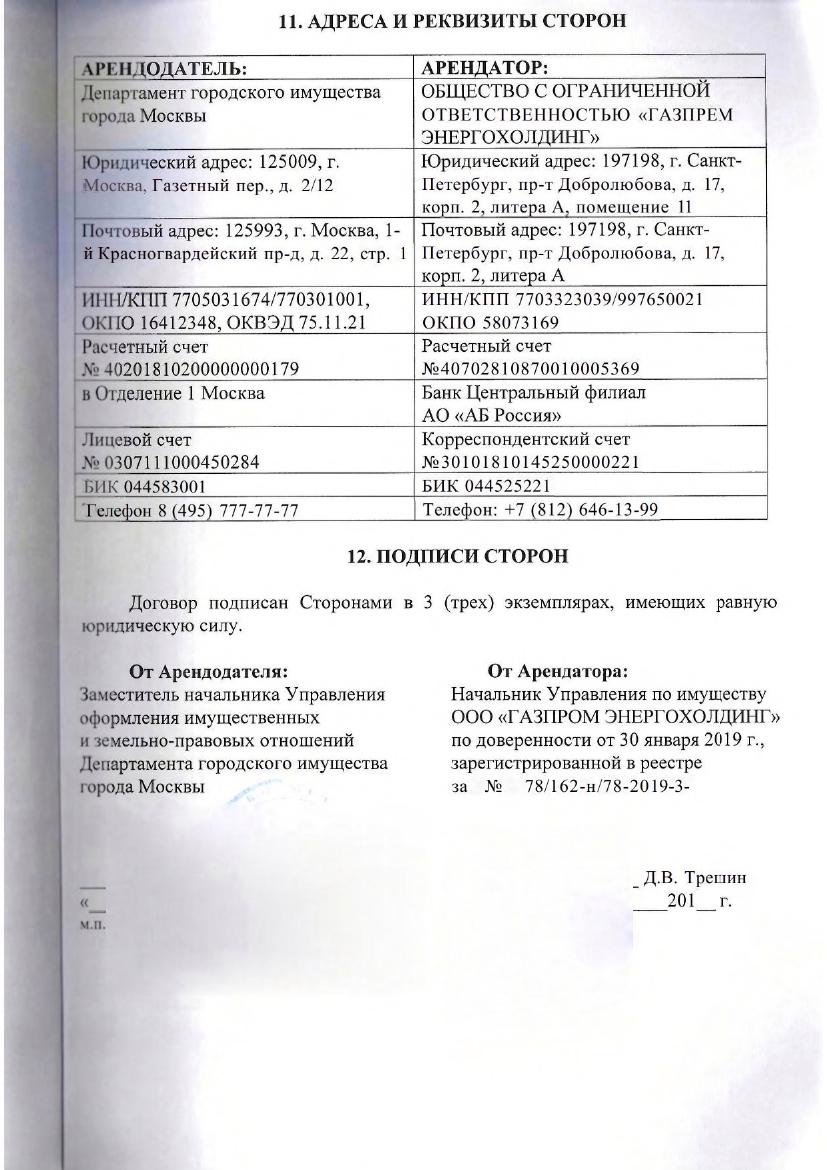 11. АДРЕСА И РЕКВИЗИТЫ СТОРОН
АРЕНДОДАТЕЛЬ:
АРЕНДАТОР:
Департамент городского имущества
города Москвы
ОБЩЕСТВО С ОГРАНИЧЕННОЙ
ОТВЕТСТВЕННОСТЬЮ «ГАЗПРЕМ
ЭНЕРГОХОЛДИНГ»
Юридический адрес: 125009, г.
Москва, Газетный пер., д. 2/12
Юридический адрес: 197198, г. Санкт-
Петербург, пр-т Добролюбова, д. 17,
корп. 2, литера А, помещение 11
Почтовый адрес: 125993, г. Москва, 1-
й Красногвардейский пр-д, д. 22, стр. 1
Почтовый адрес: 197198, г. Санкт-
Петербург, пр-т Добролюбова, д. 17,
корп. 2, литера А
ИНН/КПП 7705031674/770301001,
ОКПО 16412348, ОКВЭД 75.11.21
ИНН/КПП 7703323039/997650021
ОКПО 58073169
Расчетный счет
№ 40201810200000000179
Расчетный счет
№40702810870010005369
в Отделение 1 Москва
Банк Центральный филиал
АО «АБ Россия»
Лицевой счет
№ 0307111000450284
Корреспондентский счет
№30101810145250000221
БИК 044583001
БИК 044525221
Телефон 8 (495) 777-77-77
Телефон: +7 (812) 646-13-99
12. ПОДПИСИ СТОРОН
Договор подписан Сторонами в 3 (трех) экземплярах, имеющих равную
юридическую силу.
От Арендодателя:
Заместитель начальника Управления
оформления имущественных
и земельно-правовых отношений
Департамента городского имущества
города Москвы
От Арендатора:
Начальник Управления по имуществу
ООО «ГАЗПРОМ ЭНЕРГОХОЛДИНГ»
по доверенности от 30 января 2019 г.,
зарегистрированной в реестре
за № 78/162-н/78-2019-3-
__
«__
м.п.
_ Д.В. Трешин
____201__ г.